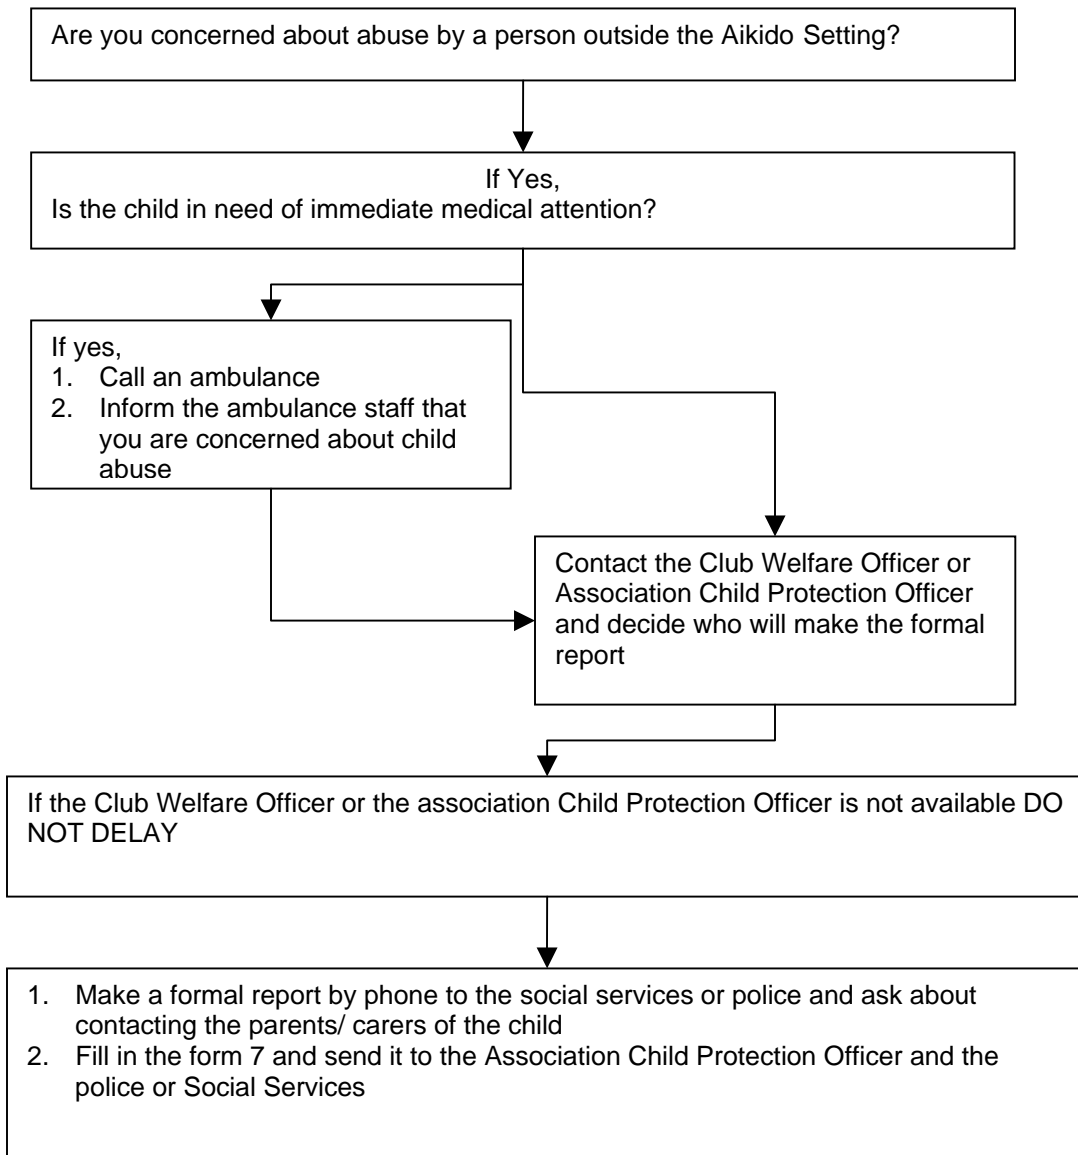 Are you concerned about abuse by a person outside the Aikido Setting?
If Yes,
Is the child in need of immediate medical attention?
If yes,
1. Call an ambulance
2. Inform the ambulance staff that
you are concerned about child
abuse
Contact the Club Welfare Officer or
Association Child Protection Officer
and decide who will make the formal
report
If the Club Welfare Officer or the association Child Protection Officer is not available DO
NOT DELAY
1. Make a formal report by phone to the social services or police and ask about
contacting the parents/ carers of the child
2. Fill in the form 7 and send it to the Association Child Protection Officer and the
police or Social Services